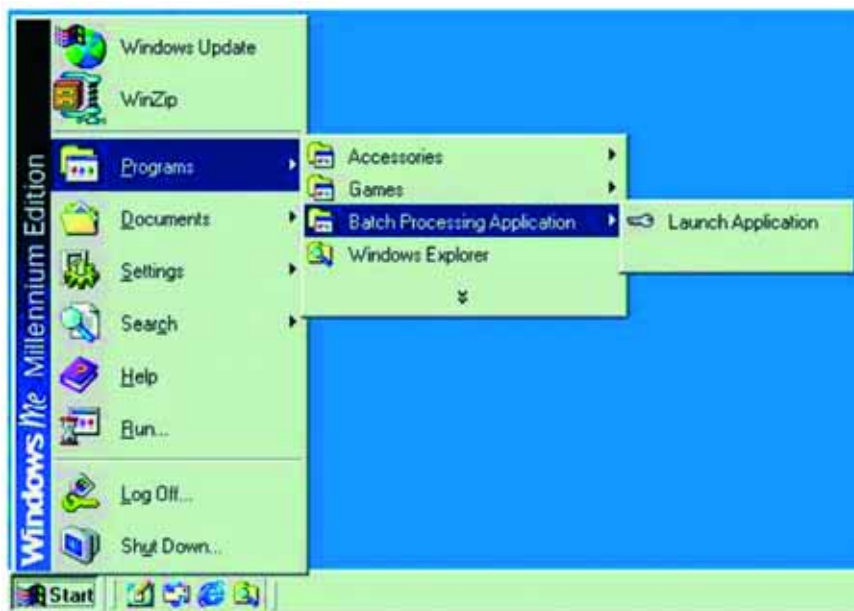 Windows Update
WinZip
Programs
Documents
Settings
Search
Help
Run...
Log Off...
Shut Down...
Windows Me Millennium Edition
Accessories
Games
Batch Processing Application
Windows Explorer
Launch Application
Start